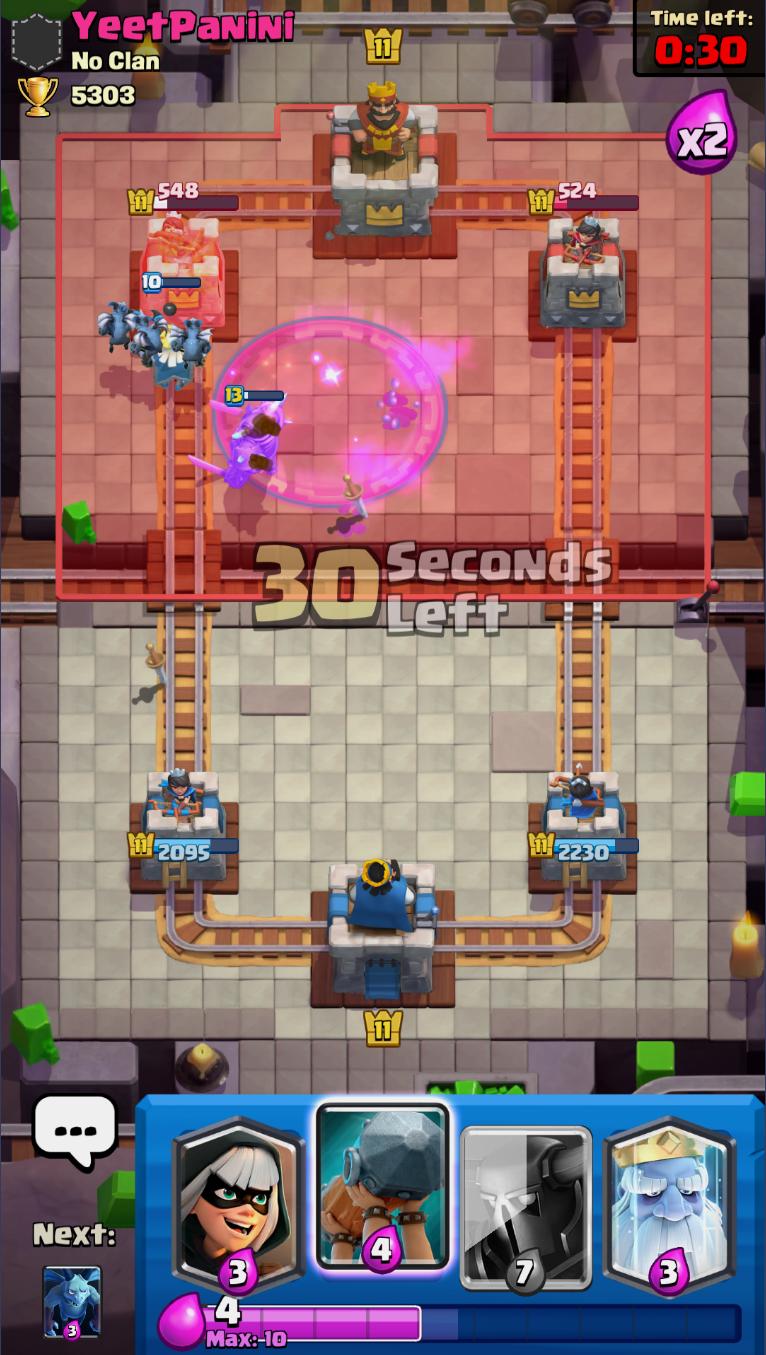 YeetPanini
No Clan
5303
11
Time left:
0:30
x2
11
548
11
524
10
13
30 Seconds
Left
11
2095
11
2230
11
...
3
4
7
3
Next:
3
4
Max: 10